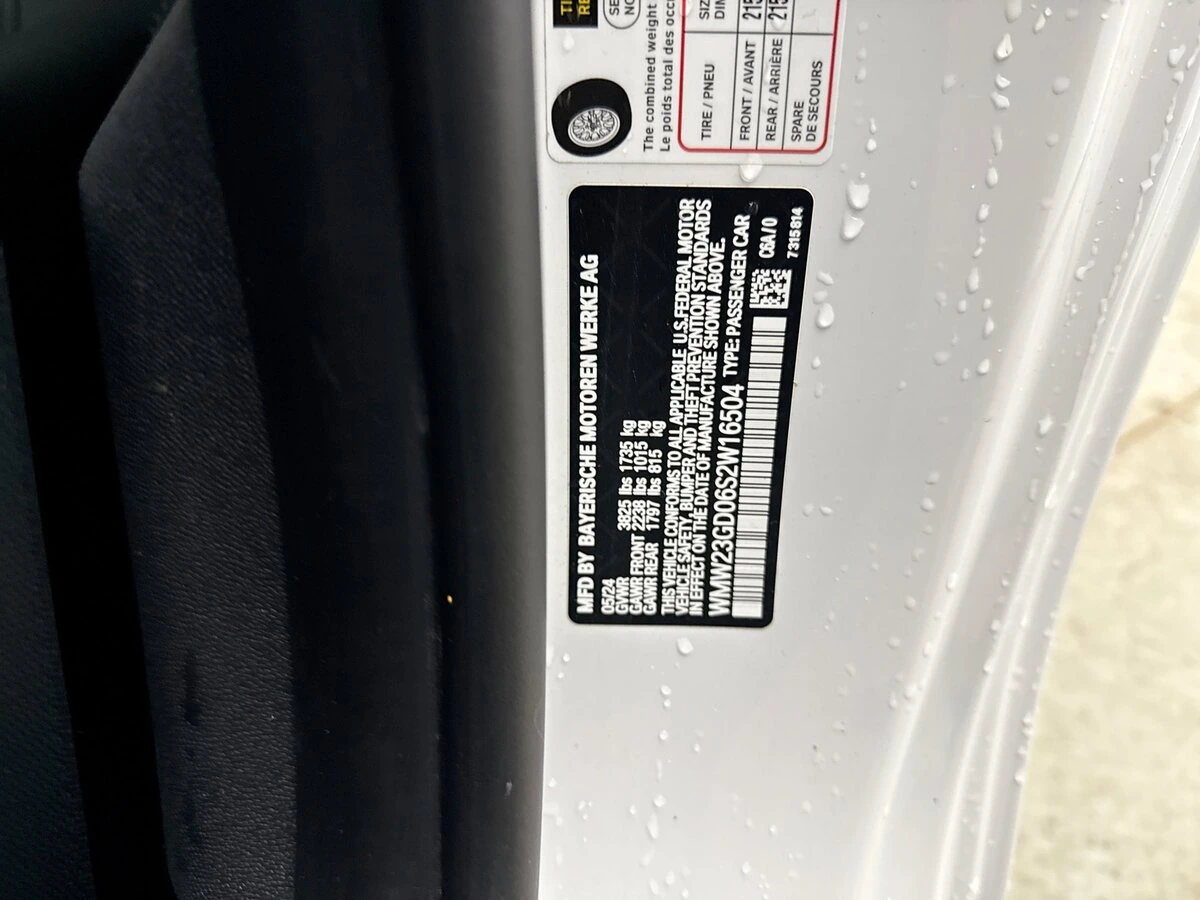 MFD BY BAYERISCHE MOTOREN WERKE AG
05/24
GVWR 3825 lbs 1735 kg
GAWR FRONT 2238 lbs 1015 kg
GAWR REAR 1797 lbs 815 kg
THIS VEHICLE CONFORMS TO ALL APPLICABLE U.S. FEDERAL MOTOR
VEHICLE SAFETY, BUMPER AND THEFT PREVENTION STANDARDS
IN EFFECT ON THE DATE OF MANUFACTURE SHOWN ABOVE.
WMW23GD06S2W16504 TYPE: PASSENGER CAR
C6A/0
7315814
The combined weight
Le poids total des
TIRE / PNEU
FRONT / AVANT 215
REAR / ARRIÈRE 215
SPARE
DE SECOURS